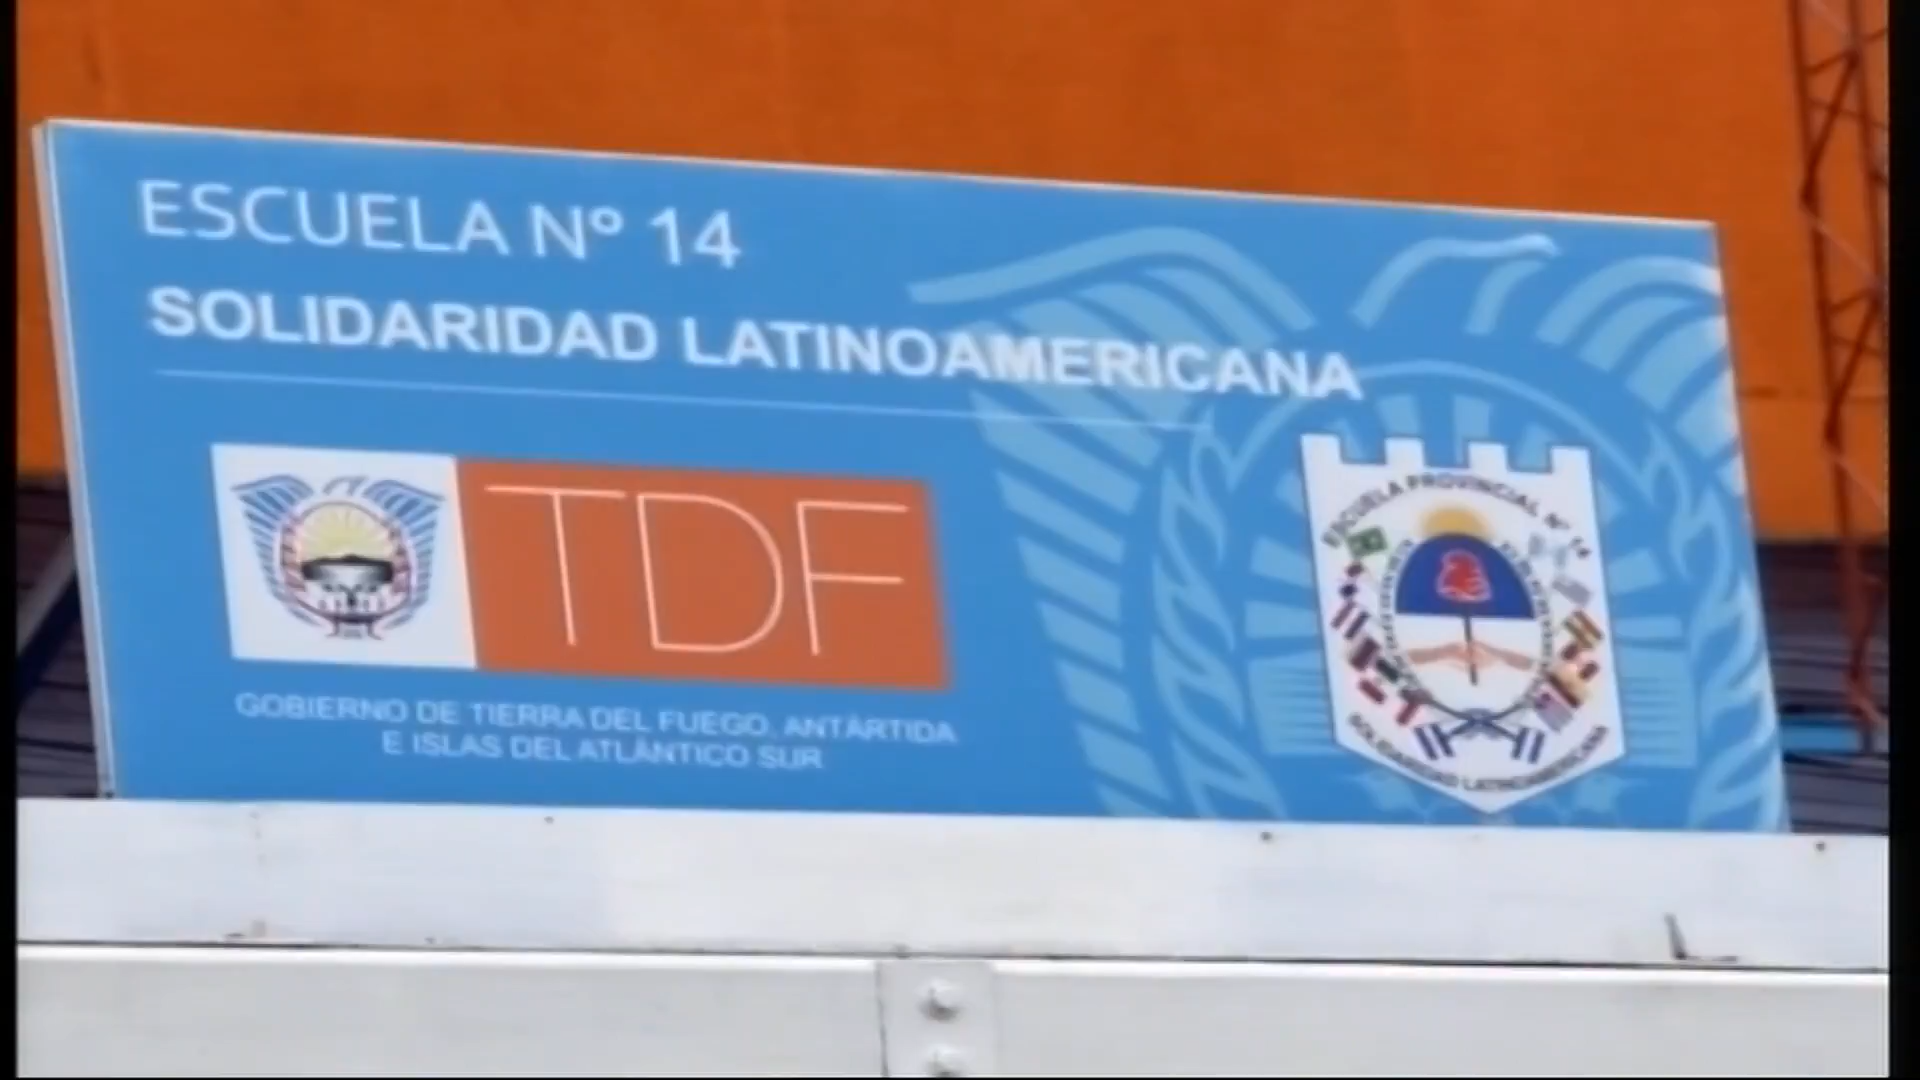 ESCUELA Nº 14
SOLIDARIDAD LATINOAMERICANA
TDF
GOBIERNO DE TIERRA DEL FUEGO, ANTÁRTIDA
E ISLAS DEL ATLÁNTICO SUR
ESCUELA PROVINCIAL Nº 14
SOLIDARIDAD LATINOAMERICANA